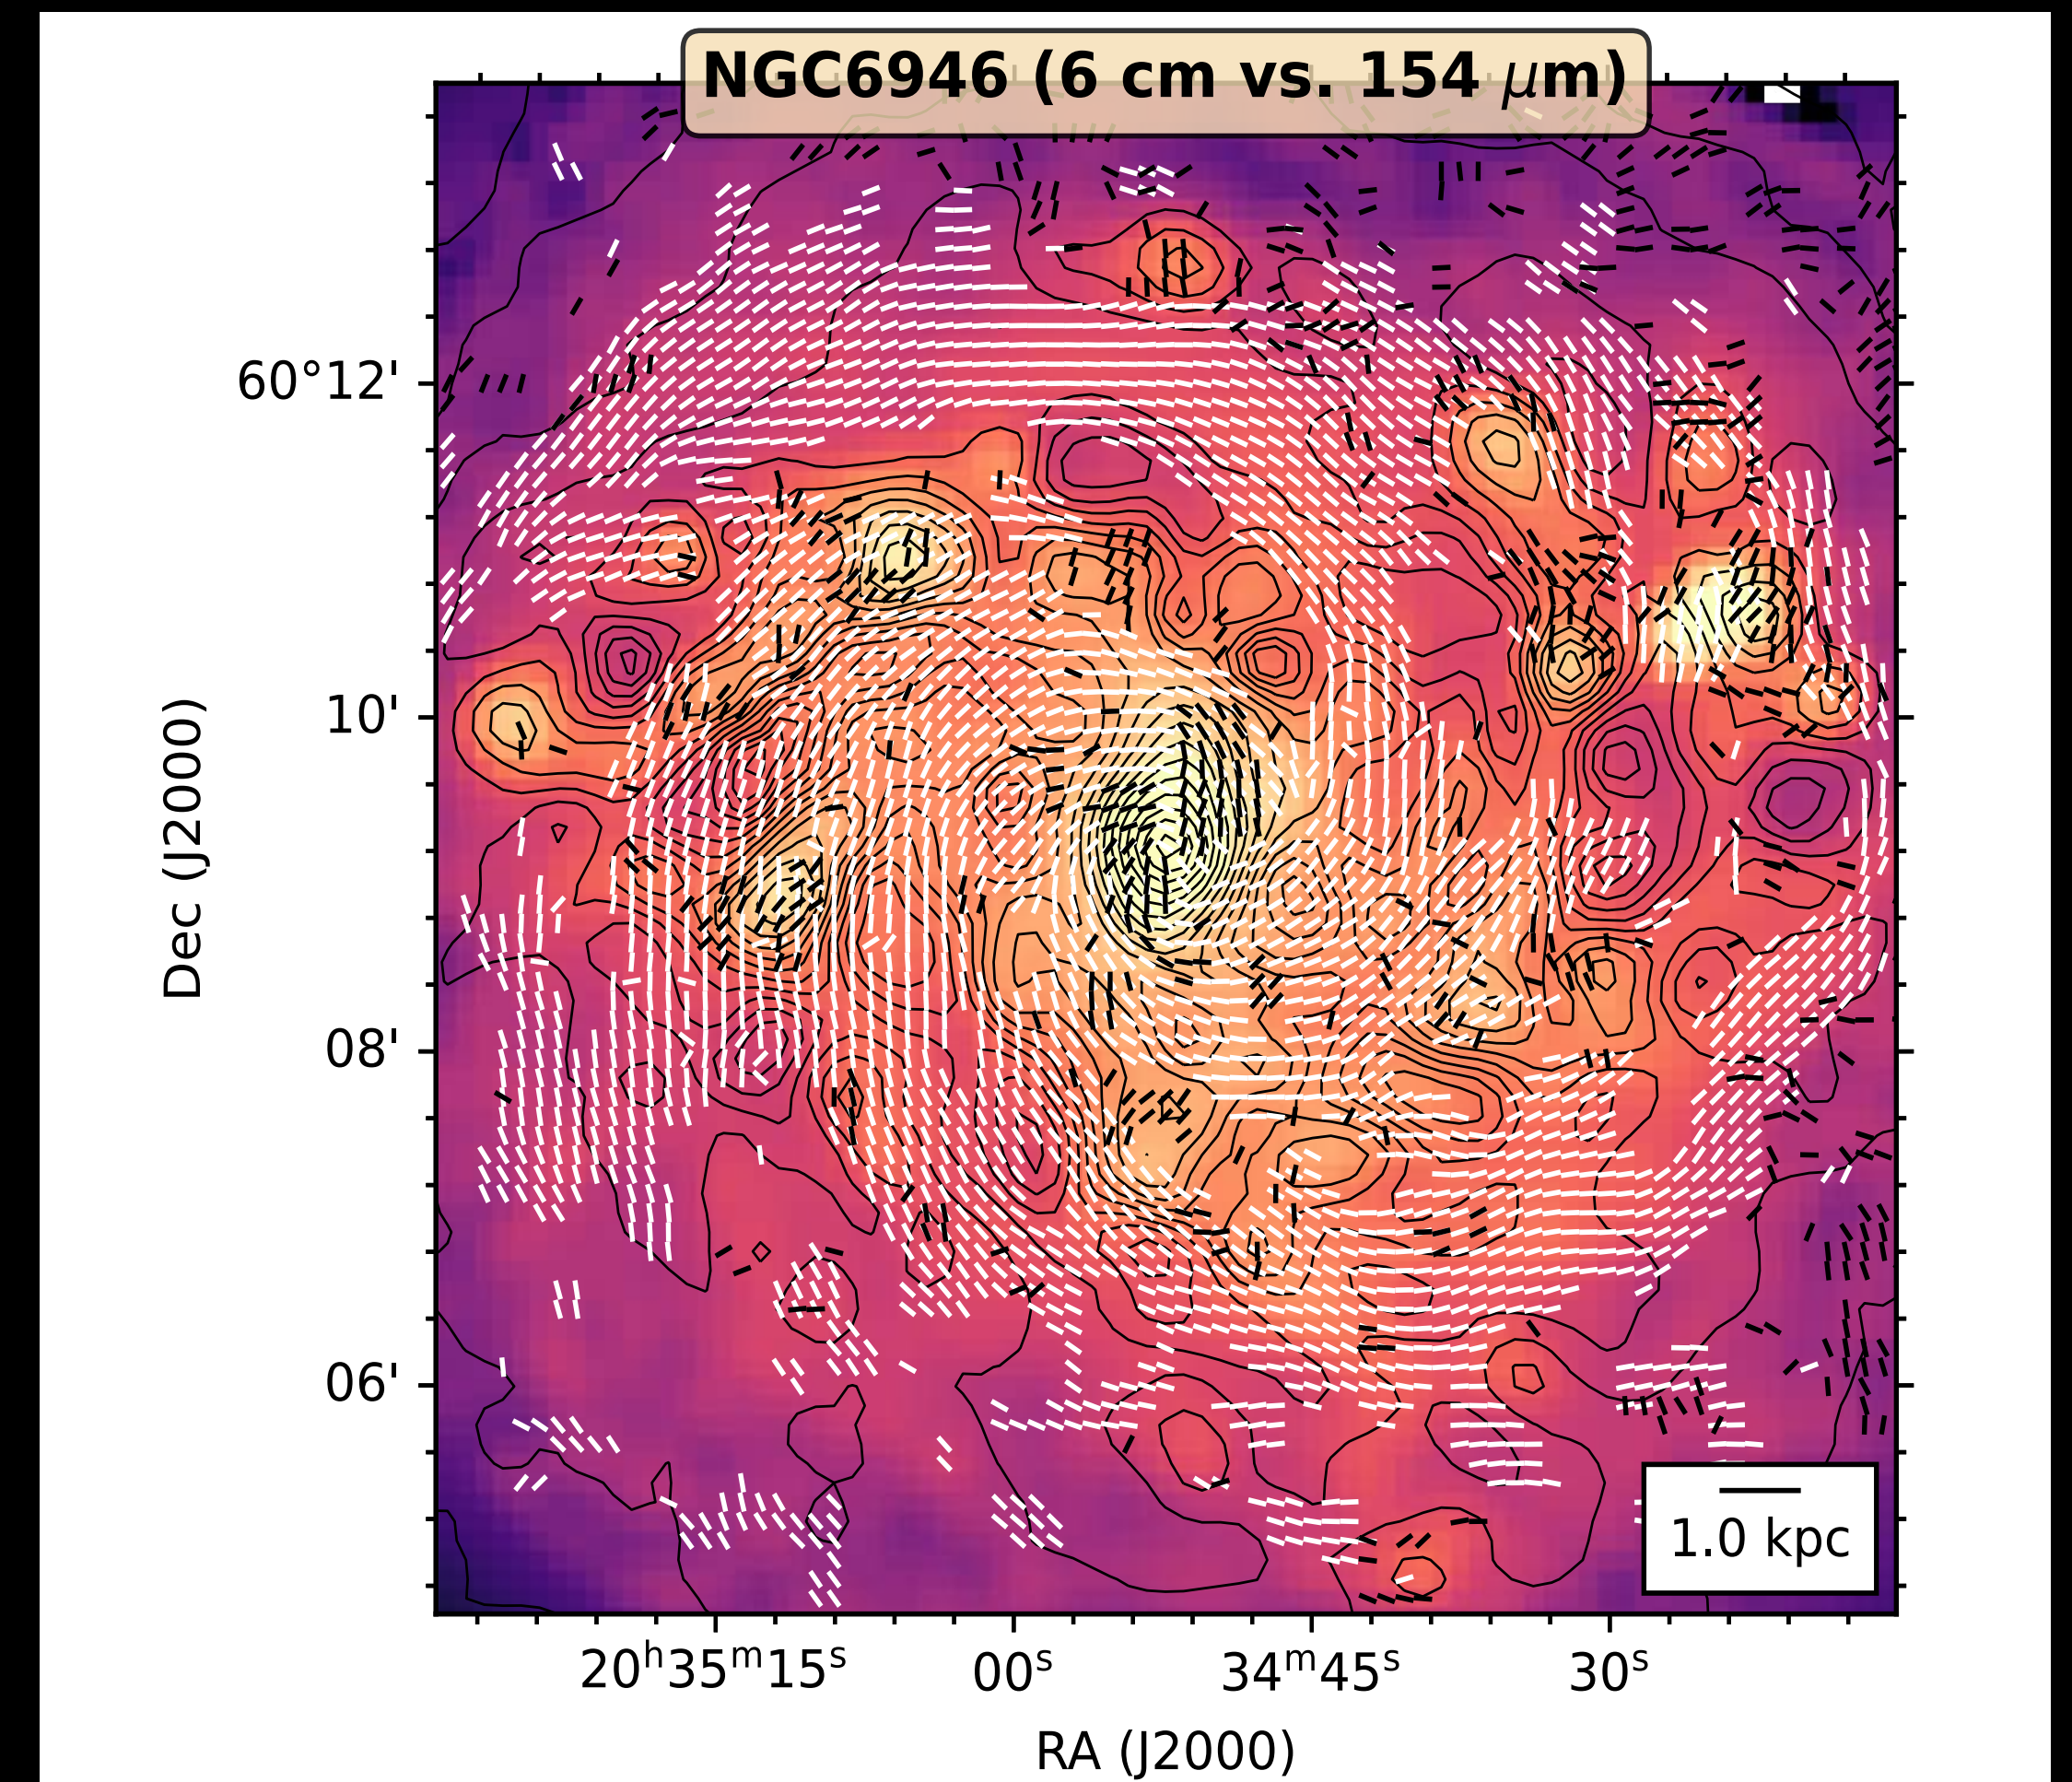 NGC6946 (6 cm vs. 154 μm)
60°12'
10'
08'
06'
Dec (J2000)
1.0 kpc
20ʰ35ᵐ15ˢ 00ˢ 34ᵐ45ˢ 30ˢ
RA (J2000)